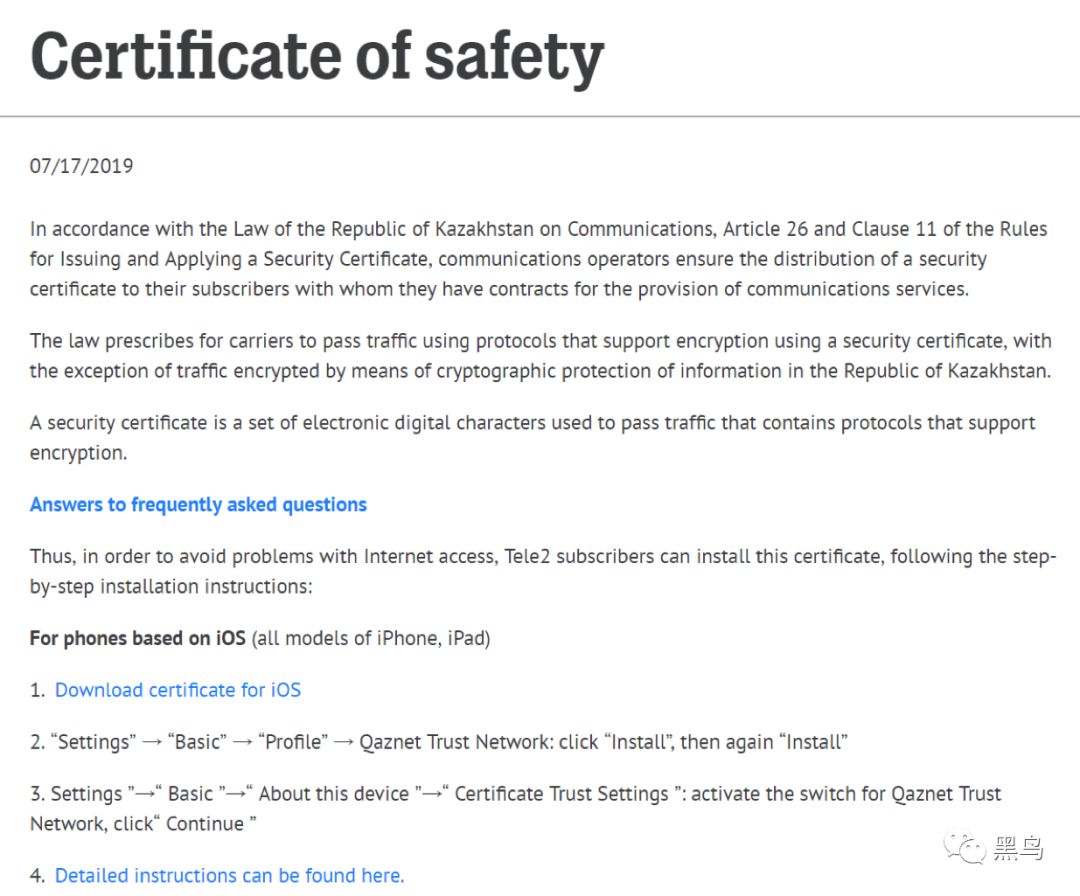 Certificate of safety
07/17/2019
In accordance with the Law of the Republic of Kazakhstan on Communications, Article 26 and Clause 11 of the Rules
for Issuing and Applying a Security Certificate, communications operators ensure the distribution of a security
certificate to their subscribers with whom they have contracts for the provision of communications services.
The law prescribes for carriers to pass traffic using protocols that support encryption using a security certificate, with
the exception of traffic encrypted by means of cryptographic protection of information in the Republic of Kazakhstan.
A security certificate is a set of electronic digital characters used to pass traffic that contains protocols that support
encryption.
Answers to frequently asked questions
Thus, in order to avoid problems with Internet access, Tele2 subscribers can install this certificate, following the step-
by-step installation instructions:
For phones based on iOS (all models of iPhone, iPad)
1. Download certificate for iOS
2. “Settings” → “Basic” → “Profile” → Qaznet Trust Network: click “Install”, then again “Install”
3. Settings ”→“ Basic ”→“ About this device ”→“ Certificate Trust Settings ”: activate the switch for Qaznet Trust
Network, click“ Continue ”
黑鸟
4. Detailed instructions can be found here.